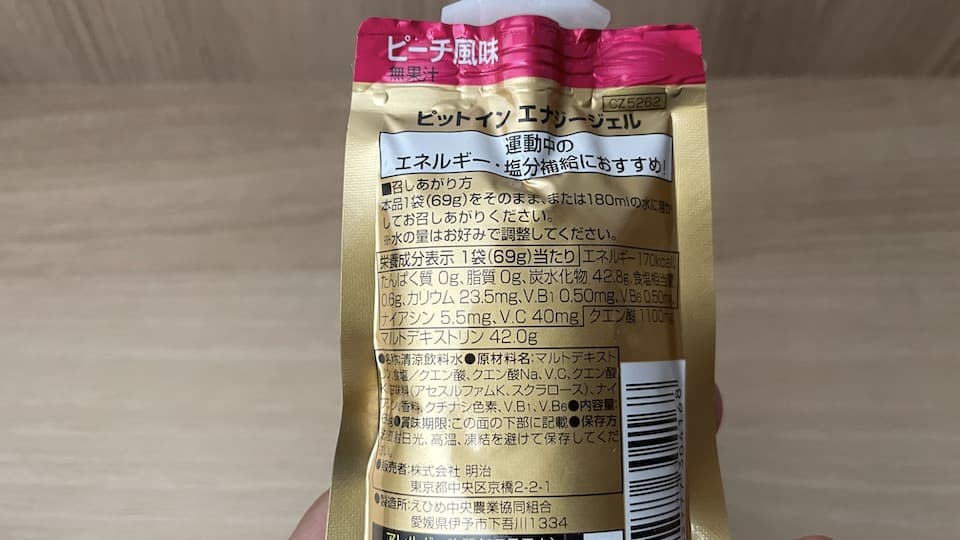 ピーチ風味
無果汁
CZ5262
ピットイン エナジージェル
運動中の
エネルギー・塩分補給におすすめ!
■召しあがり方
本品1袋(69g)をそのまま、または180mlの水に溶か
してお召しあがりください。
※水の量はお好みで調整してください。
栄養成分表示 1袋(69g)当たり エネルギー170kcal、
たんぱく質 0g、脂質 0g、炭水化物 42.8g、食塩相当量
0.6g、カリウム 23.5mg、V.B1 0.50mg、V.B6 0.50mg、
ナイアシン 5.5mg、V.C 40mg クエン酸 1100mg
マルトデキストリン 42.0g
●名称:清涼飲料水●原材料名:マルトデキスト
リン、食塩/クエン酸、クエン酸Na、V.C、クエン酸
K、甘味料(アセスルファムK、スクラロース)、ナイ
アシン、香料、クチナシ色素、V.B1、V.B6●内容量:
69g●賞味期限:この面の下部に記載●保存方
法:直射日光、高温、凍結を避けて保存してくだ
さい。
●販売者:株式会社 明治
東京都中央区京橋2-2-1
●製造所:えひめ中央農業協同組合
愛媛県伊予市下吾川1334